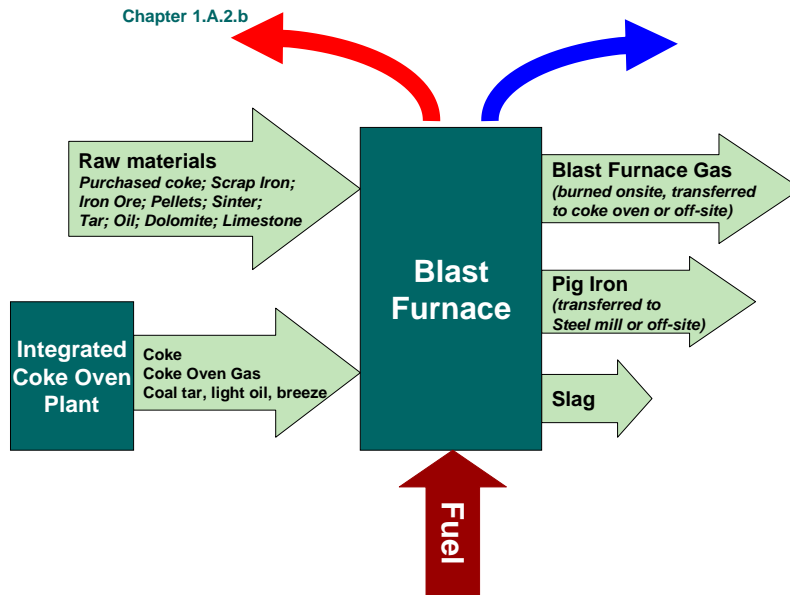 Chapter 1.A.2.b
Raw materials
Purchased coke; Scrap Iron;
Iron Ore; Pellets; Sinter;
Tar; Oil; Dolomite; Limestone
Integrated
Coke Oven
Plant
Coke
Coke Oven Gas
Coal tar, light oil, breeze
Blast
Furnace
Blast Furnace Gas
(burned onsite, transferred
to coke oven or off-site)
Pig Iron
(transferred to
Steel mill or off-site)
Slag
Fuel